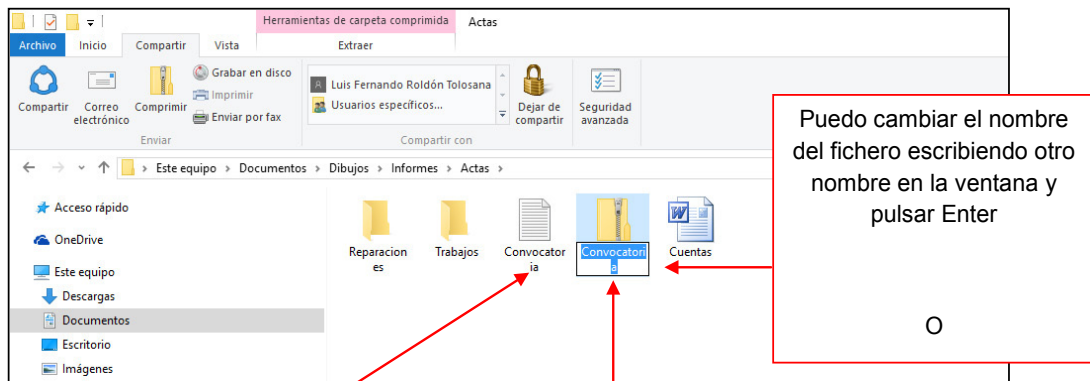 Herramientas de carpeta comprimida Actas
Archivo Inicio Compartir Vista Extraer
Compartir
Correo
electrónico
Comprimir
Grabar en disco
Imprimir
Enviar por fax
Enviar
Luis Fernando Roldón Tolosana
Usuarios específicos...
Compartir con
Dejar de
compartir
Seguridad
avanzada
Este equipo > Documentos > Dibujos > Informes > Actas >
Acceso rápido
OneDrive
Este equipo
Descargas
Documentos
Escritorio
Imágenes
Reparacion
es
Trabajos
Convocator
ia
Convocatori
a
Cuentas
Puedo cambiar el nombre
del fichero escribiendo otro
nombre en la ventana y
pulsar Enter
O